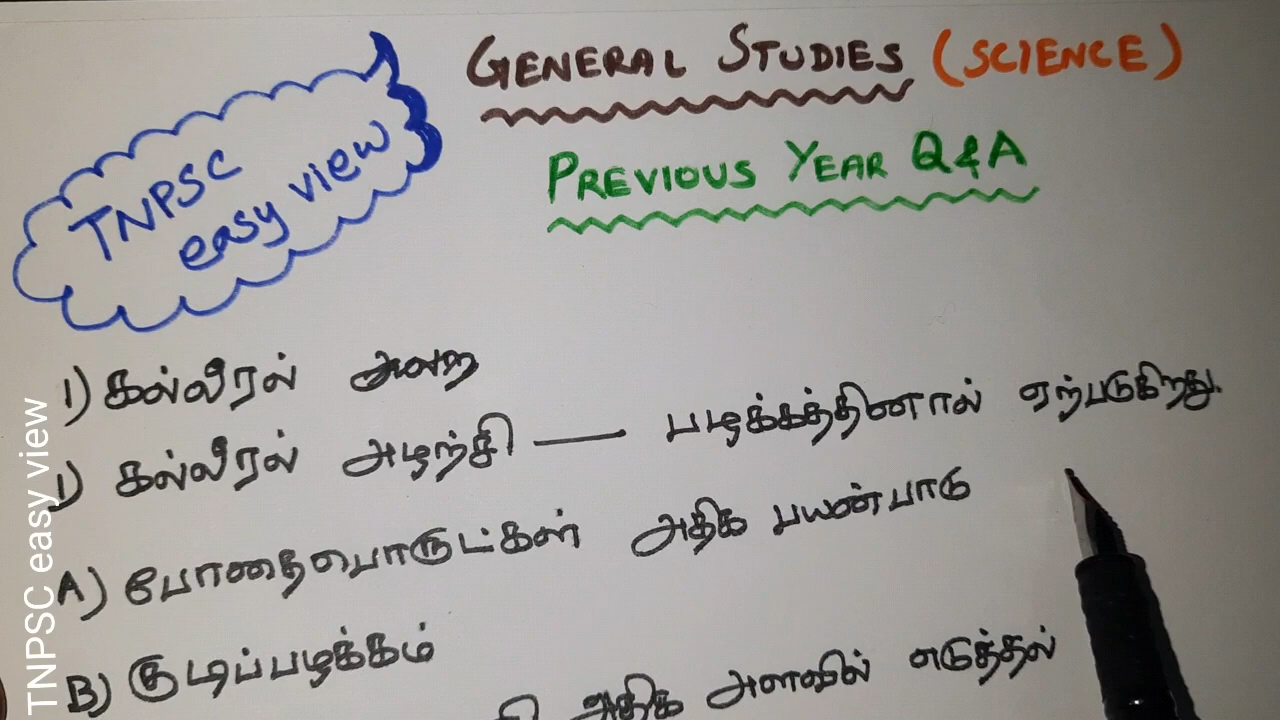 GENERAL STUDIES (SCIENCE)
PREVIOUS YEAR Q&A
TNPSC
easy view
1) கல்லீரல்
1) கல்லீரல் அழற்சி —— பழக்கத்தினால் ஏற்படுகிறது.
A) போதைபொருட்கள் அதிக பயன்பாடு
B) குடிப்பழக்கம்
அதிக அளவில் எடுத்தல்
TNPSC easy view